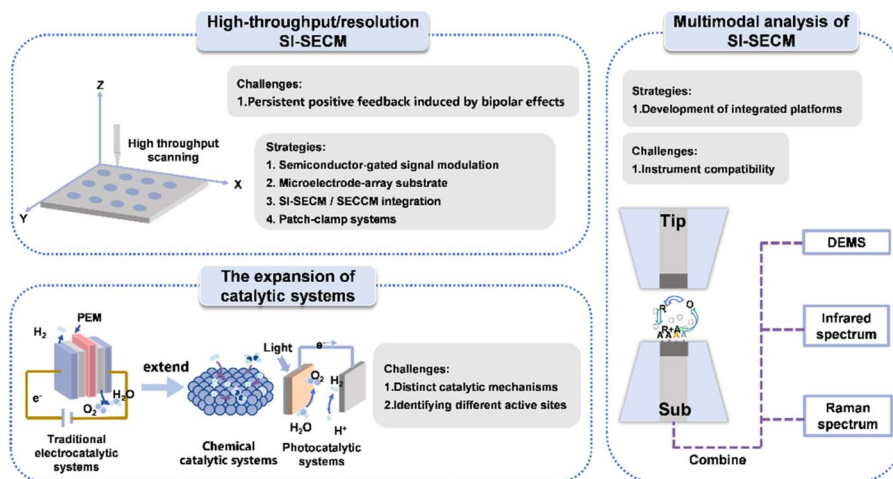 High-throughput/resolution
SI-SECM
Challenges:
1.Persistent positive feedback induced by bipolar effects
Z
High throughput
scanning
X
Y
Strategies:
1. Semiconductor-gated signal modulation
2. Microelectrode-array substrate
3. SI-SECM / SECCM integration
4. Patch-clamp systems
The expansion of
catalytic systems
PEM
H₂
e⁻
O₂
H₂O
Traditional
electrocatalytic
systems
extend
Chemical
catalytic systems
Light
e⁻
O₂
H₂
H₂O
H⁺
Photocatalytic
systems
Challenges:
1.Distinct catalytic mechanisms
2.Identifying different active sites
Multimodal analysis of
SI-SECM
Strategies:
1.Development of integrated platforms
Challenges:
1.Instrument compatibility
Tip
R
O
R+A
A A A A
Sub
Combine
DEMS
Infrared
spectrum
Raman
spectrum